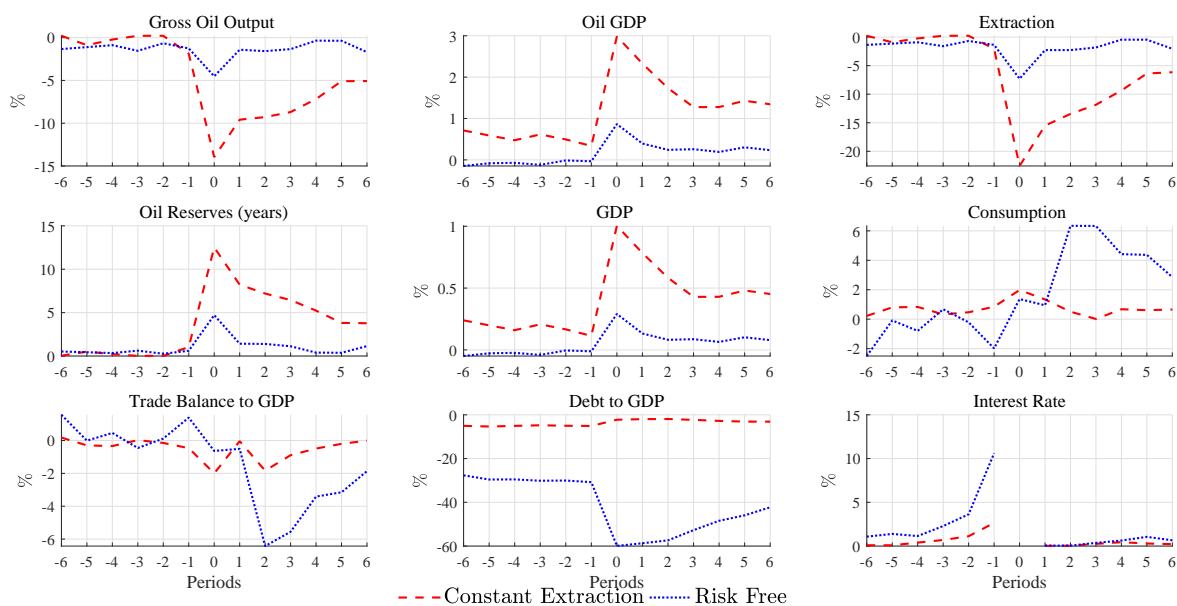 Gross Oil Output
Oil GDP
Extraction
0
-5
-10
-15
%
-6 -5 -4 -3 -2 -1 0 1 2 3 4 5 6
3
2
1
0
%
-6 -5 -4 -3 -2 -1 0 1 2 3 4 5 6
0
-5
-10
-15
-20
%
-6 -5 -4 -3 -2 -1 0 1 2 3 4 5 6
Oil Reserves (years)
GDP
Consumption
15
10
5
0
-6 -5 -4 -3 -2 -1 0 1 2 3 4 5 6
1
0.5
0
%
-6 -5 -4 -3 -2 -1 0 1 2 3 4 5 6
6
4
2
0
-2
%
-6 -5 -4 -3 -2 -1 0 1 2 3 4 5 6
Trade Balance to GDP
Debt to GDP
Interest Rate
0
-2
-4
-6
%
-6 -5 -4 -3 -2 -1 0 1 2 3 4 5 6
Periods
0
-20
-40
-60
%
-6 -5 -4 -3 -2 -1 0 1 2 3 4 5 6
Periods
15
10
5
0
%
-6 -5 -4 -3 -2 -1 0 1 2 3 4 5 6
Periods
Constant Extraction Risk Free